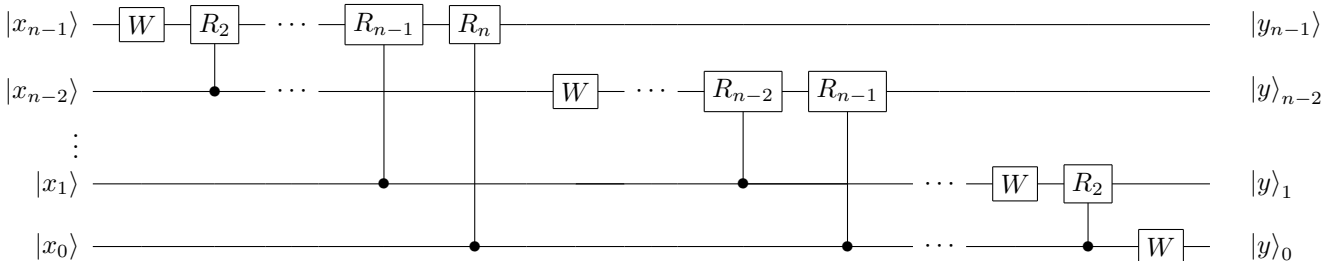 |x_{n−1}⟩ W R_2 ⋯ R_{n−1} R_n |y_{n−1}⟩
|x_{n−2}⟩ ⋯ W ⋯ R_{n−2} R_{n−1} |y⟩_{n−2}
⋮
|x_1⟩ ⋯ W R_2 |y⟩_1
|x_0⟩ ⋯ W |y⟩_0